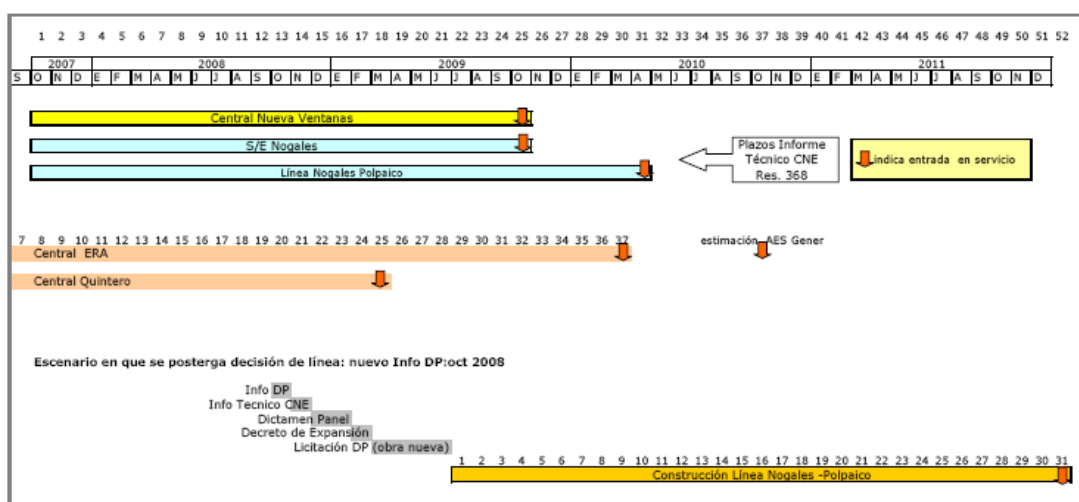 1 2 3 4 5 6 7 8 9 10 11 12 13 14 15 16 17 18 19 20 21 22 23 24 25 26 27 28 29 30 31 32 33 34 35 36 37 38 39 40 41 42 43 44 45 46 47 48 49 50 51 52
2007 2008 2009 2010 2011
S O N D E F M A M J J A S O N D E F M A M J J A S O N D E F M A M J J A S O N D E F M A M J J A S O N D
Central Nueva Ventanas
S/E Nogales
Línea Nogales Polpaico
Plazos Informe
Técnico CNE
Res. 368
indica entrada en servicio
7 8 9 10 11 12 13 14 15 16 17 18 19 20 21 22 23 24 25 26 27 28 29 30 31 32 33 34 35 36 37
estimación AES Gener
Central ERA
Central Quintero
Escenario en que se posterga decisión de línea: nuevo Info DP:oct 2008
Info DP
Info Tecnico CNE
Dictamen Panel
Decreto de Expansión
Licitación DP (obra nueva)
1 2 3 4 5 6 7 8 9 10 11 12 13 14 15 16 17 18 19 20 21 22 23 24 25 26 27 28 29 30 31
Construcción Línea Nogales -Polpaico